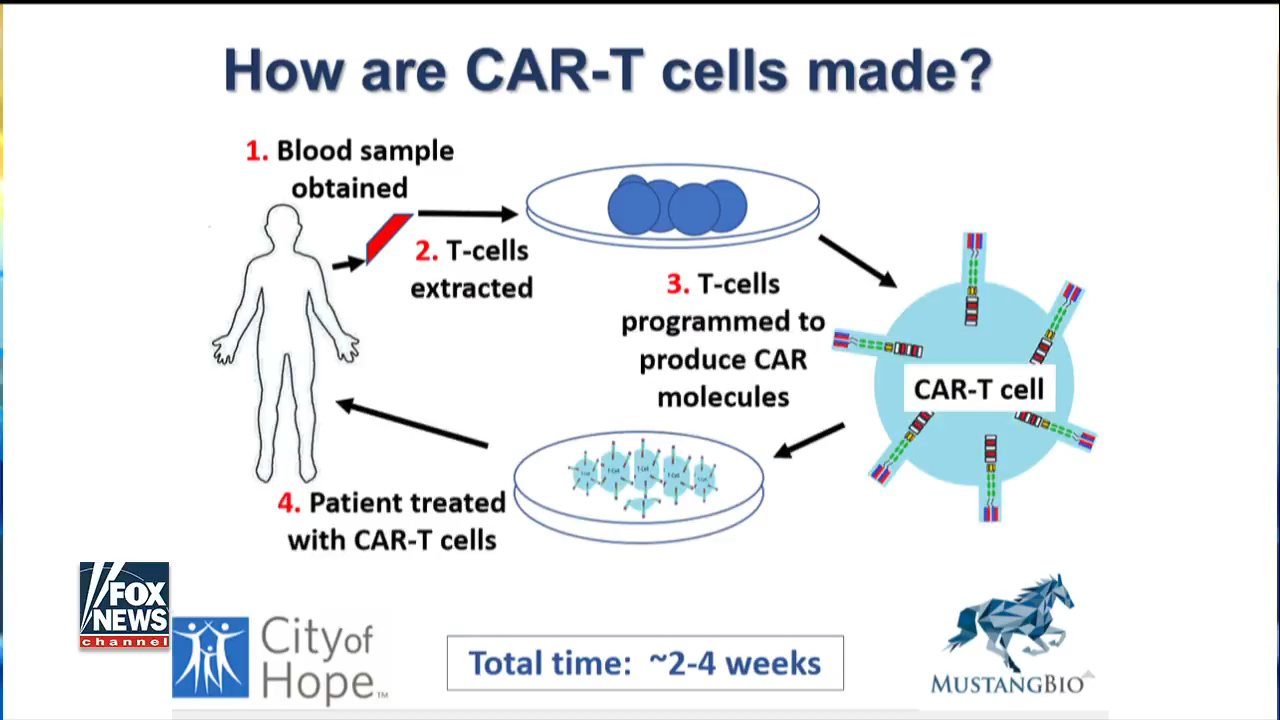 How are CAR-T cells made?
1. Blood sample
obtained
2. T-cells
extracted
3. T-cells
programmed to
produce CAR
molecules
CAR-T cell
4. Patient treated
with CAR-T cells
FOX
NEWS
channel
City of
Hope™
Total time: ~2-4 weeks
MUSTANGBIO